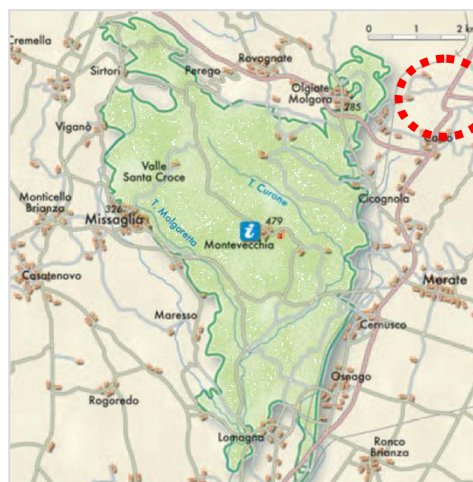 0 1 2
Cremella
Rovagnate
Sirtori
Perego
Olgiate
Molgora
285
Viganò
Valle
Santa Croce
T. Curone
Cicognola
Monticello
Brianza
326
Missaglia
T. Molgoretta
i
479
Montevecchia
Casatenovo
Merate
Maresso
Cernusco
Osnago
Rogoredo
Lomagna
Ronco
Brianza